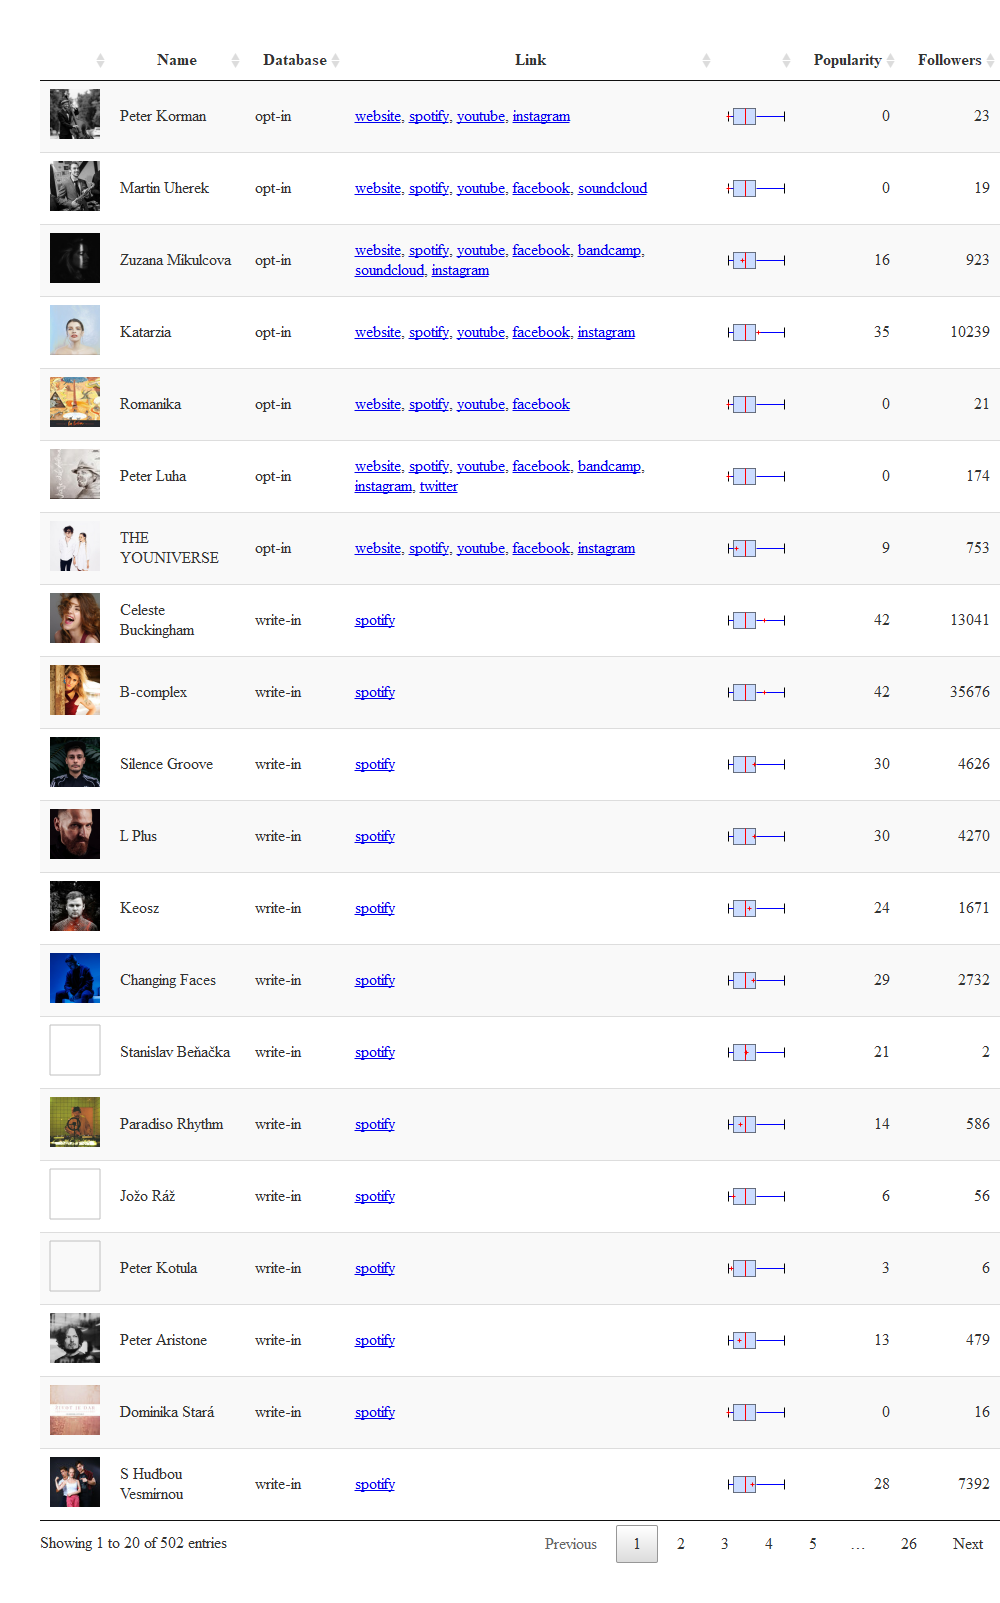 Name Database Link Popularity Followers
Peter Korman opt-in website, spotify, youtube, instagram 0 23
Martin Uherek opt-in website, spotify, youtube, facebook, soundcloud 0 19
Zuzana Mikulcova opt-in website, spotify, youtube, facebook, bandcamp, 16 923
soundcloud, instagram
Katarzia opt-in website, spotify, youtube, facebook, instagram 35 10239
Romanika opt-in website, spotify, youtube, facebook 0 21
Peter Luha opt-in website, spotify, youtube, facebook, bandcamp, 0 174
instagram, twitter
THE
YOUNIVERSE opt-in website, spotify, youtube, facebook, instagram 9 753
Celeste
Buckingham write-in spotify 42 13041
B-complex write-in spotify 42 35676
Silence Groove write-in spotify 30 4626
L Plus write-in spotify 30 4270
Keosz write-in spotify 24 1671
Changing Faces write-in spotify 29 2732
Stanislav Beňačka write-in spotify 21 2
Paradiso Rhythm write-in spotify 14 586
Jožo Ráž write-in spotify 6 56
Peter Kotula write-in spotify 3 6
Peter Aristone write-in spotify 13 479
Dominika Stará write-in spotify 0 16
S Hudbou
Vesmírnou write-in spotify 28 7392
Showing 1 to 20 of 502 entries Previous 1 2 3 4 5 … 26 Next